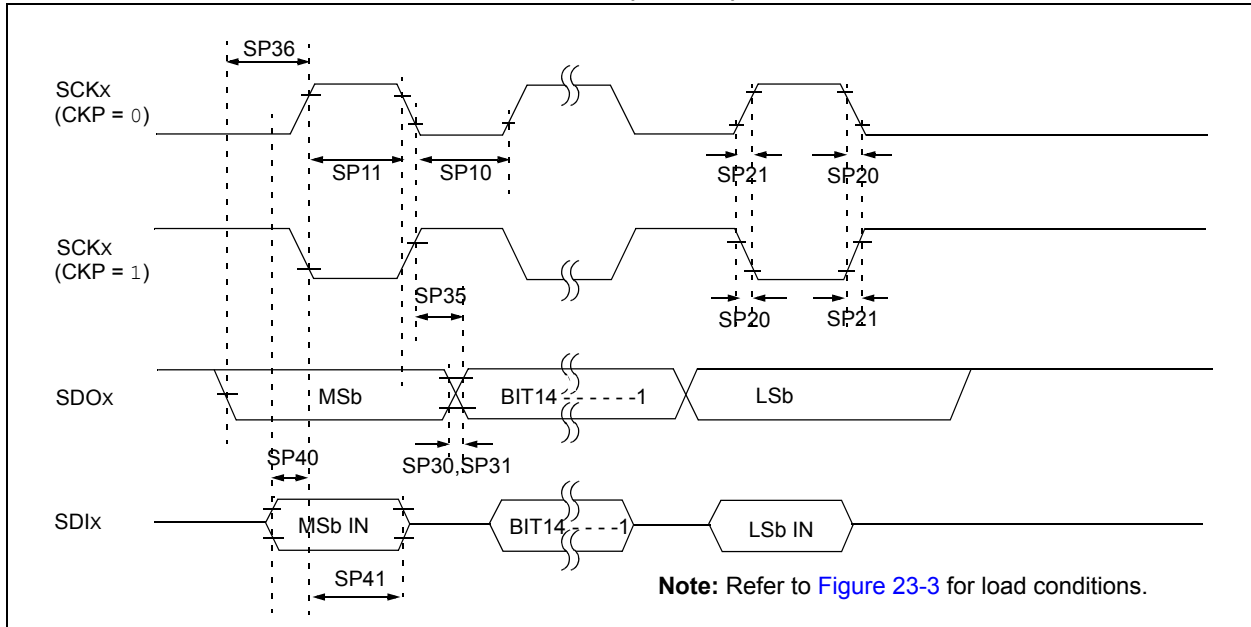 SP36
SCKx
(CKP = 0)
SP11
SP10
SP21
SP20
SCKx
(CKP = 1)
SP35
SP20
SP21
SDOx
MSb
BIT14 - - - - - -1
LSb
SP40
SP30,SP31
SDIx
MSb IN
BIT14 - - - - -1
LSb IN
SP41
Note: Refer to Figure 23-3 for load conditions.